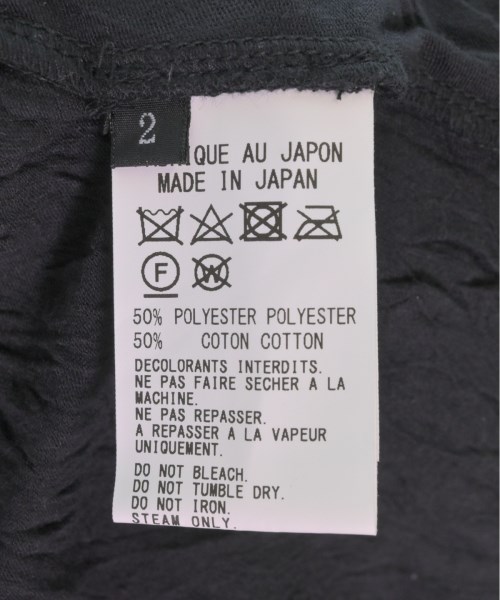 2
QUE AU JAPON
MADE IN JAPAN
F
W
50% POLYESTER POLYESTER
50% COTON COTTON
DECOLORANTS INTERDITS.
NE PAS FAIRE SECHER A LA
MACHINE.
NE PAS REPASSER.
A REPASSER A LA VAPEUR
UNIQUEMENT.
DO NOT BLEACH.
DO NOT TUMBLE DRY.
DO NOT IRON.
STEAM ONLY.